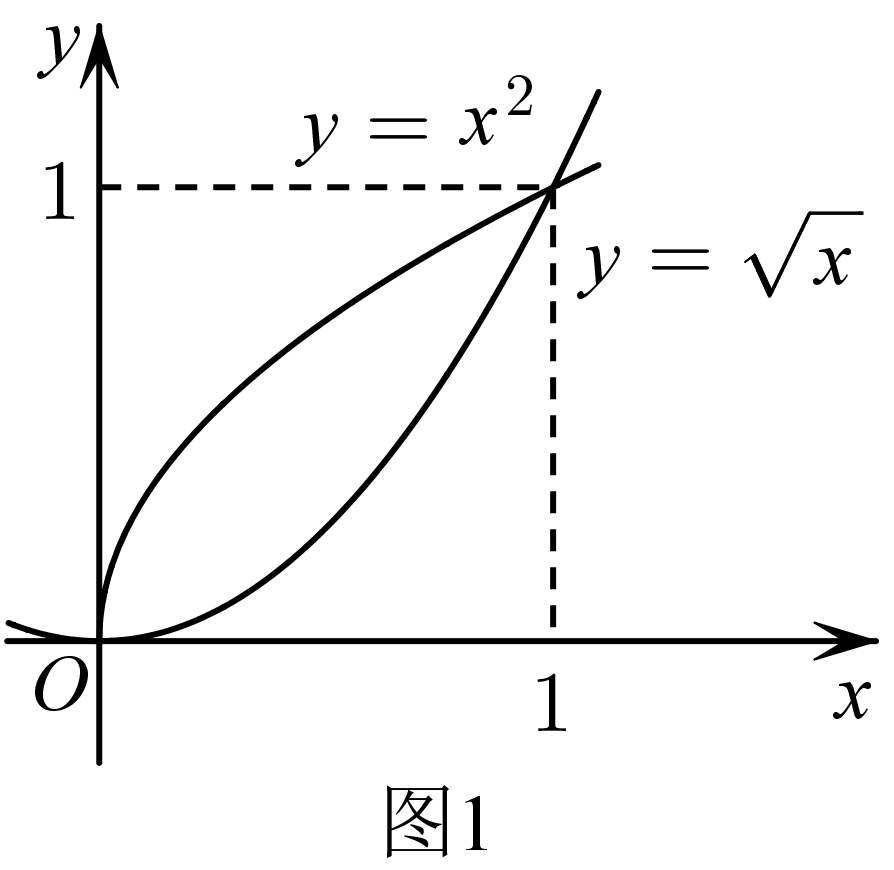 y
y = x²
1
y = √x
O
1
x
图1